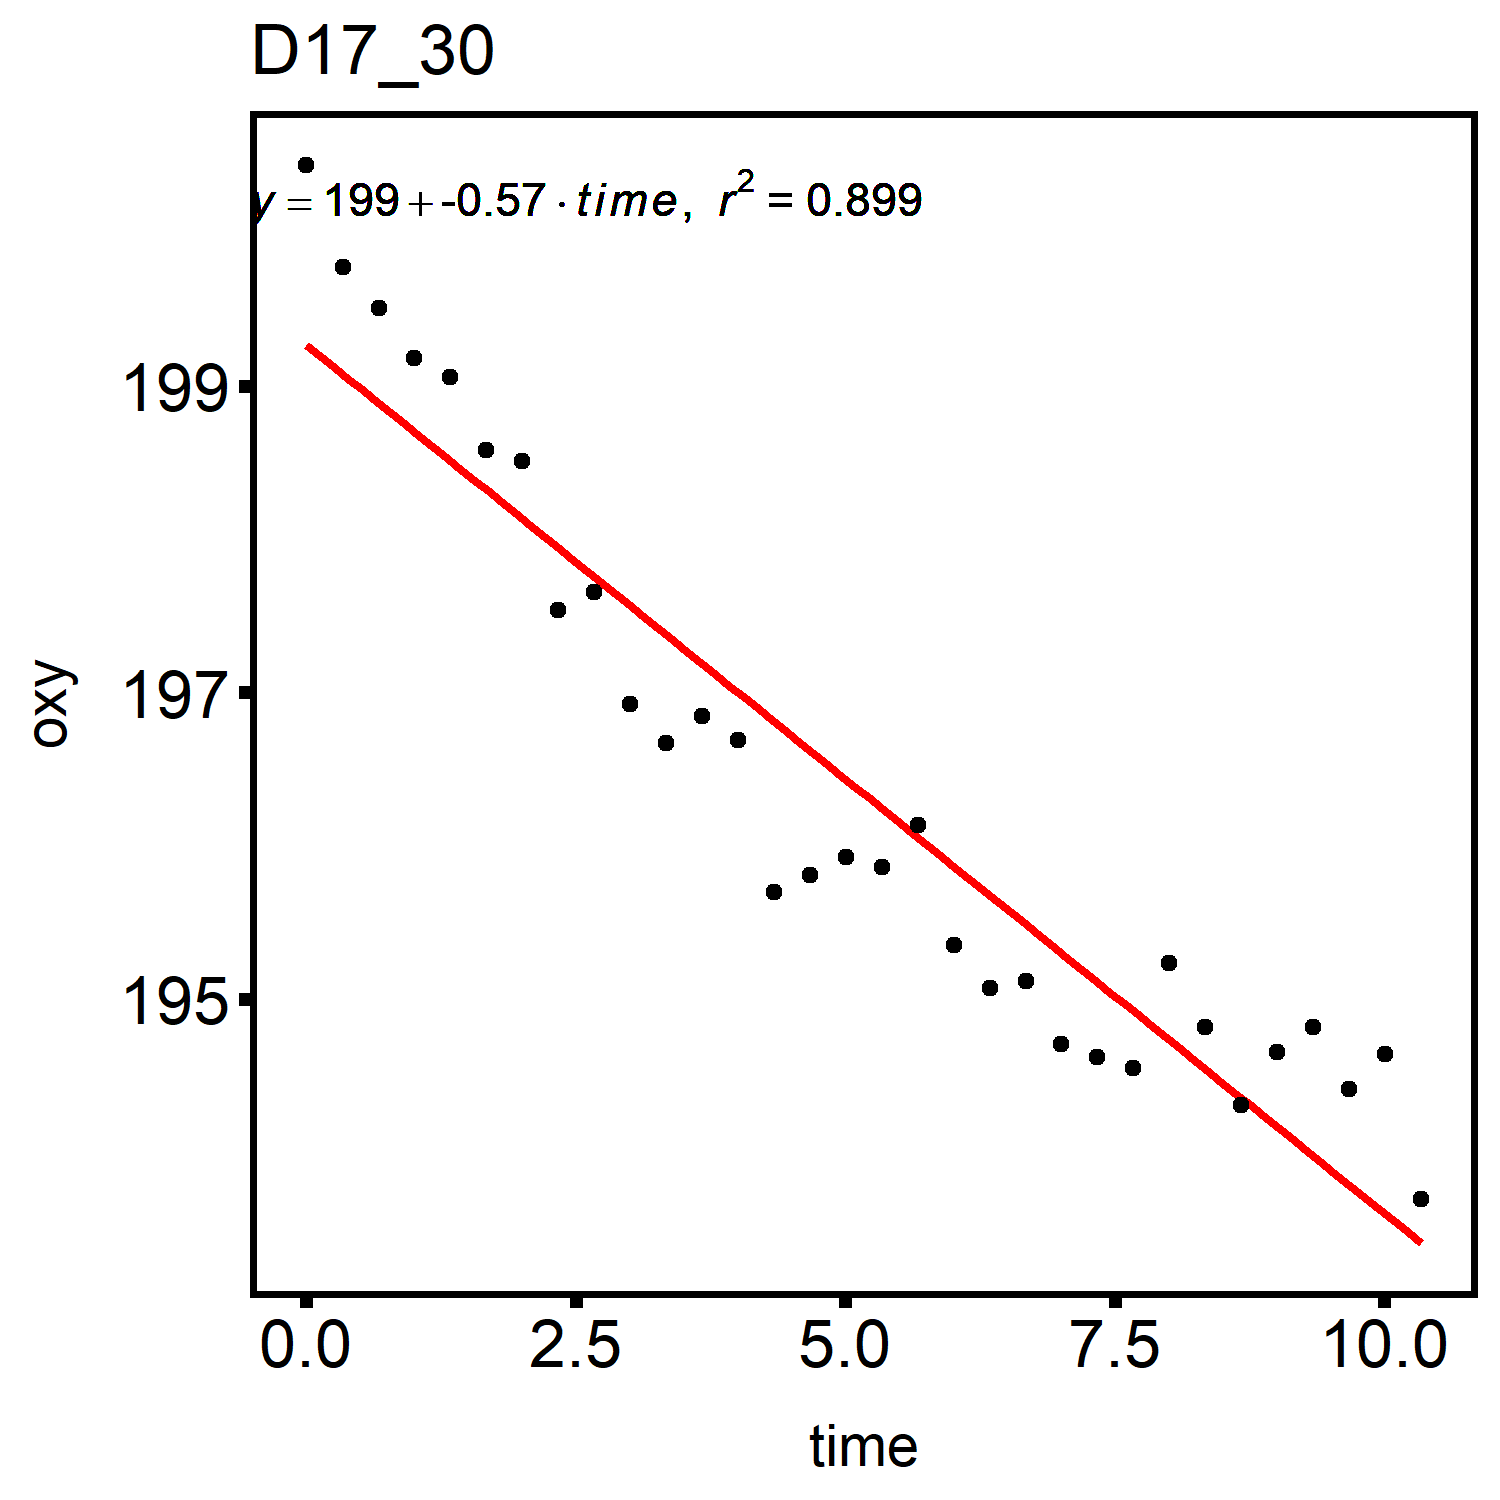 D17_30
y = 199 + -0.57 · time, r² = 0.899
199
197
195
oxy
0.0 2.5 5.0 7.5 10.0
time